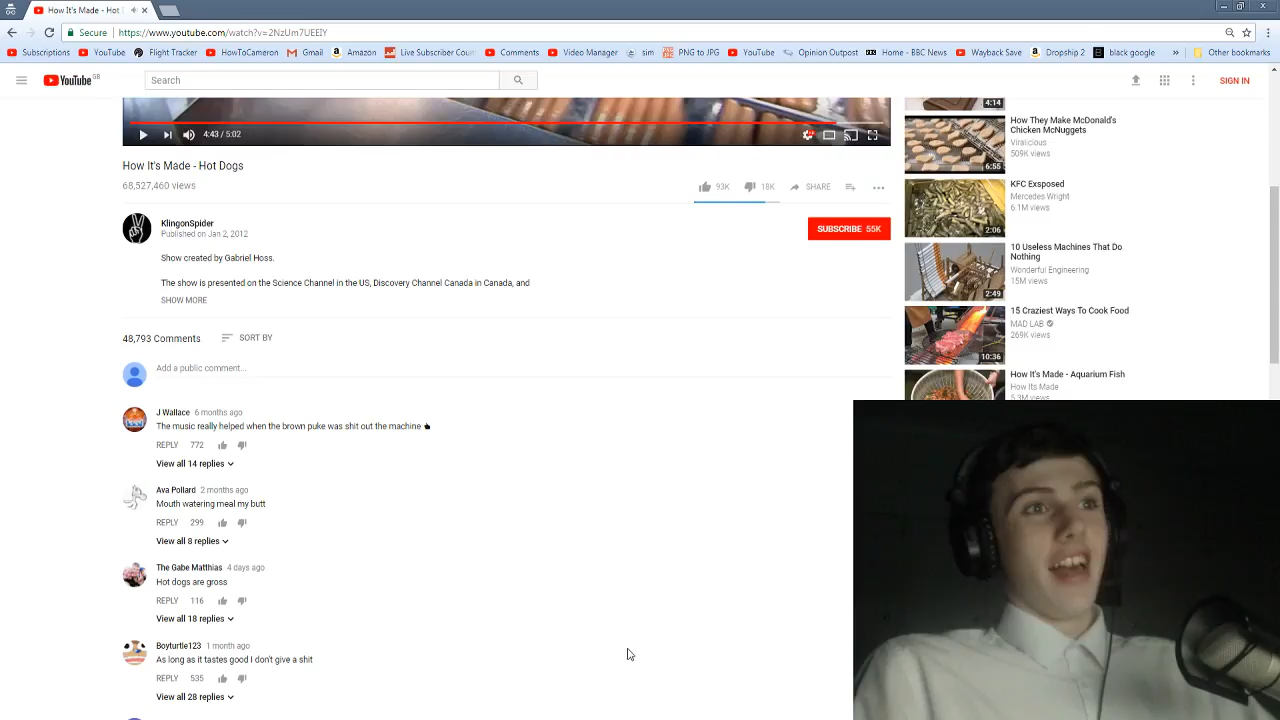 How It's Made - Hot
Secure
https://www.youtube.com/watch?v=2NzUm7UEEIY
Subscriptions
YouTube
Flight Tracker
HowToCameron
Gmail
Amazon
Live Subscriber Cou
Comments
Video Manager
sim
PNG to JPG
YouTube
Opinion Outpost
Home - BBC News
Wayback Save
Dropship 2
black google
»
Other bookmarks
YouTube GB
Search
SIGN IN
4:43 / 5:02
How It's Made - Hot Dogs
68,527,460 views
93K
18K
SHARE
KlingonSpider
Published on Jan 2, 2012
SUBSCRIBE 55K
Show created by Gabriel Hoss.
The show is presented on the Science Channel in the US, Discovery Channel Canada in Canada, and
SHOW MORE
48,793 Comments
SORT BY
Add a public comment...
J Wallace 6 months ago
The music really helped when the brown puke was shit out the machine
REPLY 772
View all 14 replies
Ava Pollard 2 months ago
Mouth watering meal my butt
REPLY 299
View all 8 replies
The Gabe Matthias 4 days ago
Hot dogs are gross
REPLY 116
View all 18 replies
Boyturtle123 1 month ago
As long as it tastes good I don't give a shit
REPLY 535
View all 28 replies
4:14
How They Make McDonald's
Chicken McNuggets
Viralicious
509K views
6:55
KFC Exsposed
Mercedes Wright
6.1M views
2:06
10 Useless Machines That Do
Nothing
Wonderful Engineering
15M views
2:49
15 Craziest Ways To Cook Food
MAD LAB
269K views
10:36
How It's Made - Aquarium Fish
How Its Made
5.3M views